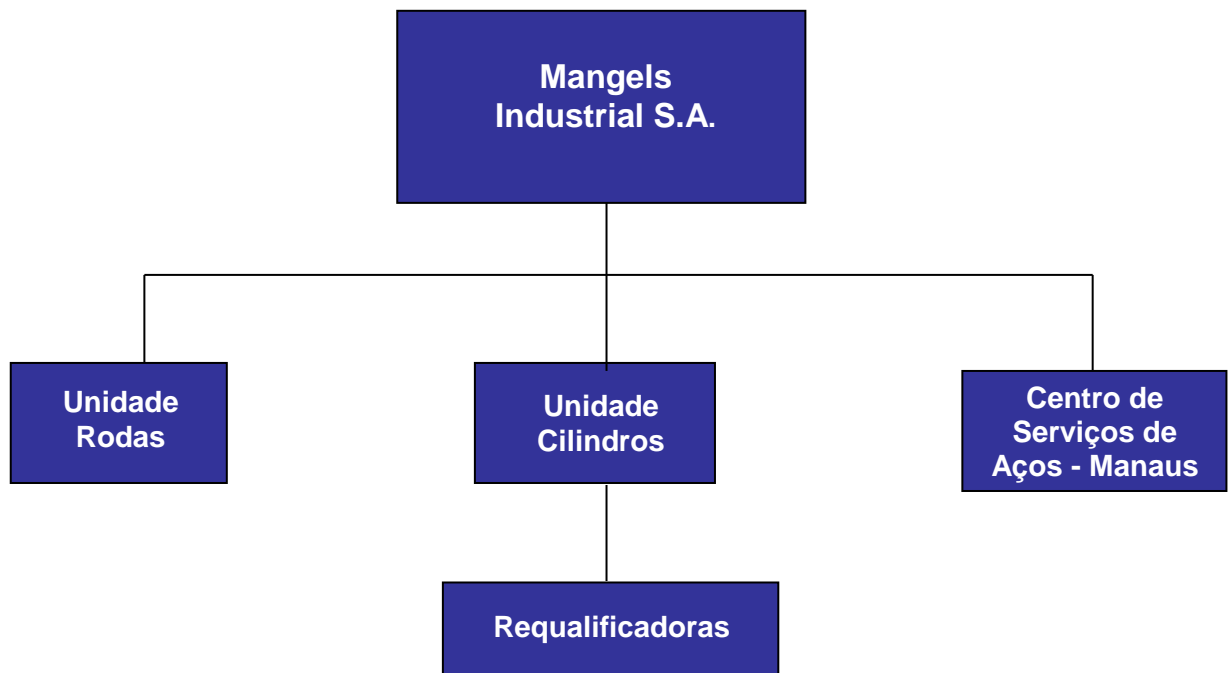 Mangels
Industrial S.A.
Unidade
Rodas
Unidade
Cilindros
Centro de
Serviços de
Aços - Manaus
Requalificadoras